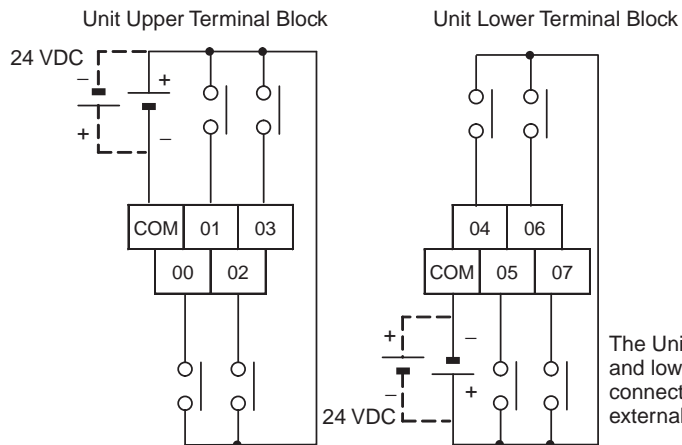 Unit Upper Terminal Block
Unit Lower Terminal Block
24 VDC
–
+
+
–
COM 01 03
00 02
04 06
COM 05 07
+
–
–
+
24 VDC
The Uni
and low
connect
external